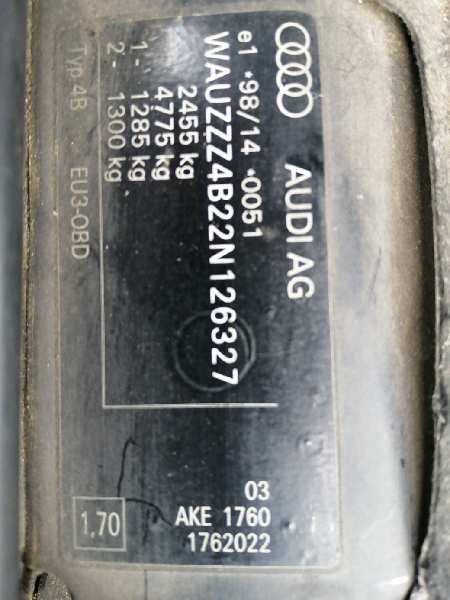 AUDI AG
e1 *98/14 *0051
WAUZZZ4B22N126327
2455 kg
4775 kg
1 - 1285 kg
2 - 1300 kg
Typ 4B EU3-OBD
03
AKE 1760
1762022
1,70